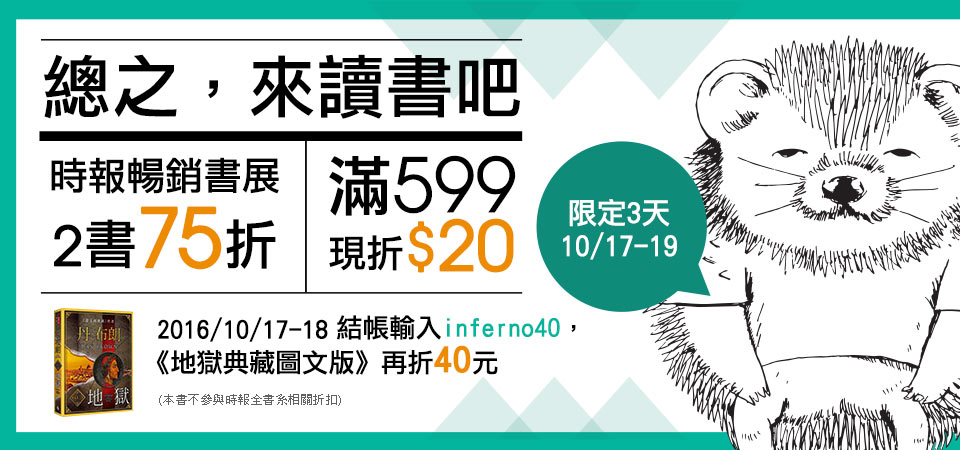 總之，來讀書吧
時報暢銷書展
2書75折
滿599
現折$20
限定3天
10/17-19
2016/10/17-18 結帳輸入inferno40，
《地獄典藏圖文版》再折40元
(本書不參與時報全書系相關折扣)
丹·布朗
地獄